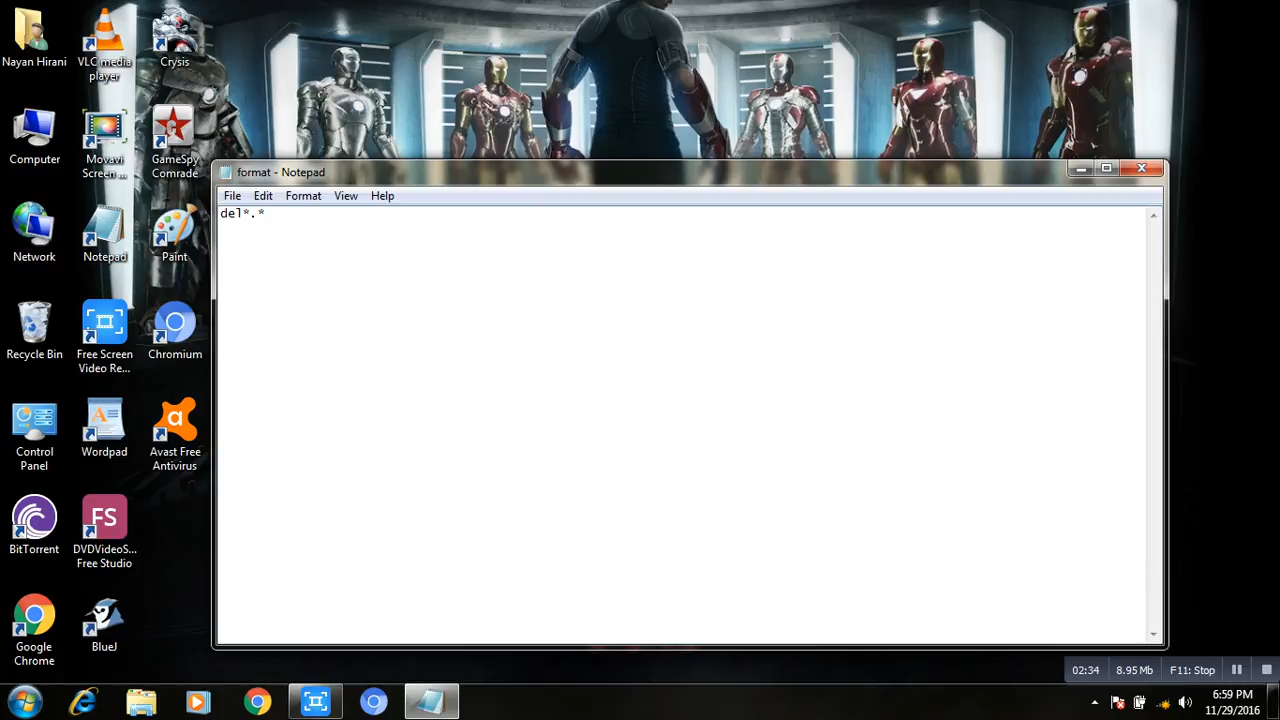 Nayan Hirani
VLC media
player
Crysis
Computer
Movavi
Screen ...
GameSpy
Comrade
format - Notepad
File Edit Format View Help
del*.*
Network
Notepad
Paint
Recycle Bin
Free Screen
Video Re...
Chromium
Control
Panel
Wordpad
Avast Free
Antivirus
BitTorrent
FS
DVDVideoS...
Free Studio
Google
Chrome
BlueJ
02:34 8.95 Mb F11: Stop
6:59 PM
11/29/2016